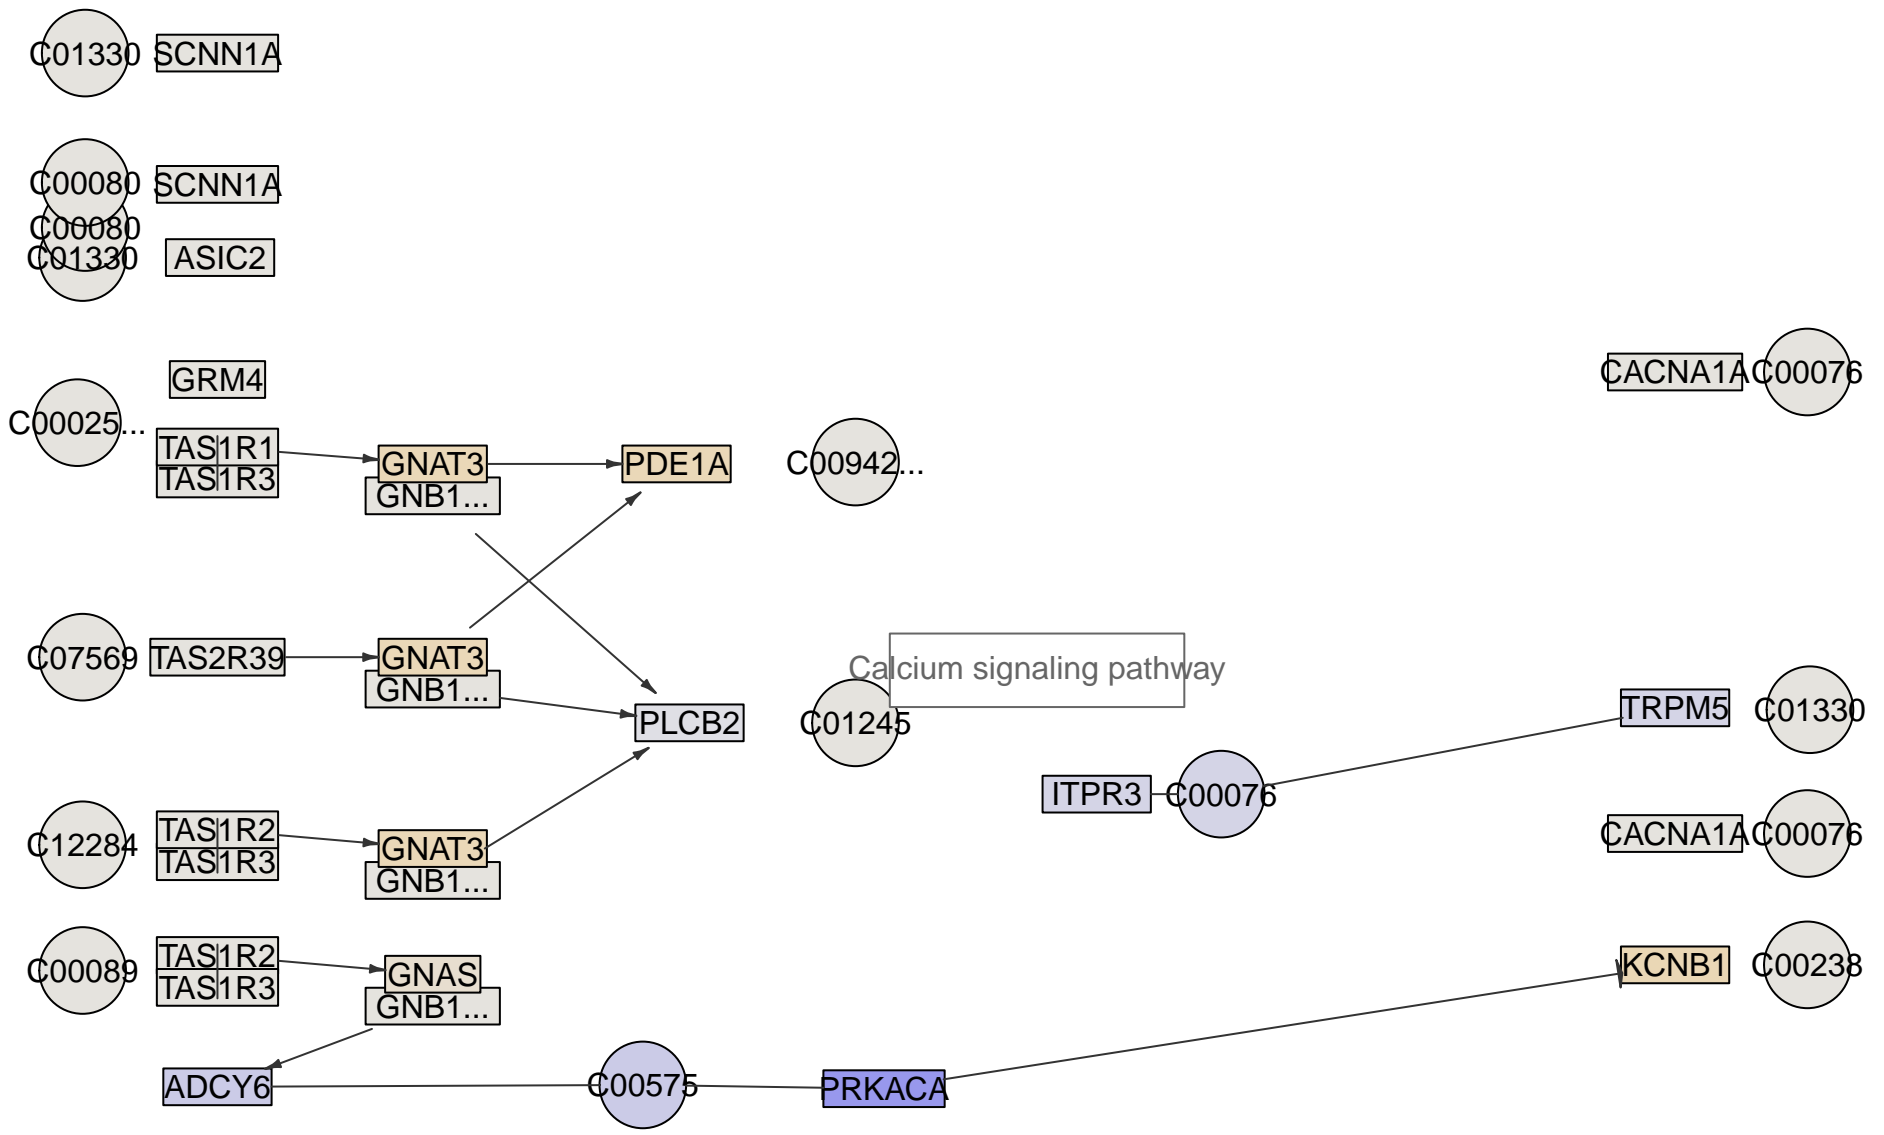 C01330 SCNN1A
C00080 SCNN1A
C00080
C01330 ASIC2
GRM4
CACNA1A C00076
C00025...
TAS1R1
GNAT3 PDE1A C00942...
TAS1R3
GNB1...
C07569 TAS2R39 GNAT3
Calcium signaling pathway
GNB1...
PLCB2 C01245
TRPM5 C01330
ITPR3 C00076
TAS1R2
CACNA1A C00076
C12284
GNAT3
TAS1R3
GNB1...
TAS1R2
KCNB1 C00238
C00089
GNAS
TAS1R3
GNB1...
ADCY6 C00575 PRKACA